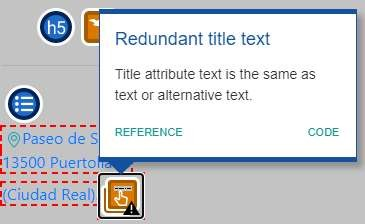 h5
Redundant title text
Title attribute text is the same as
text or alternative text.
REFERENCE CODE
Paseo de S
13500 Puertolla
(Ciudad Real)